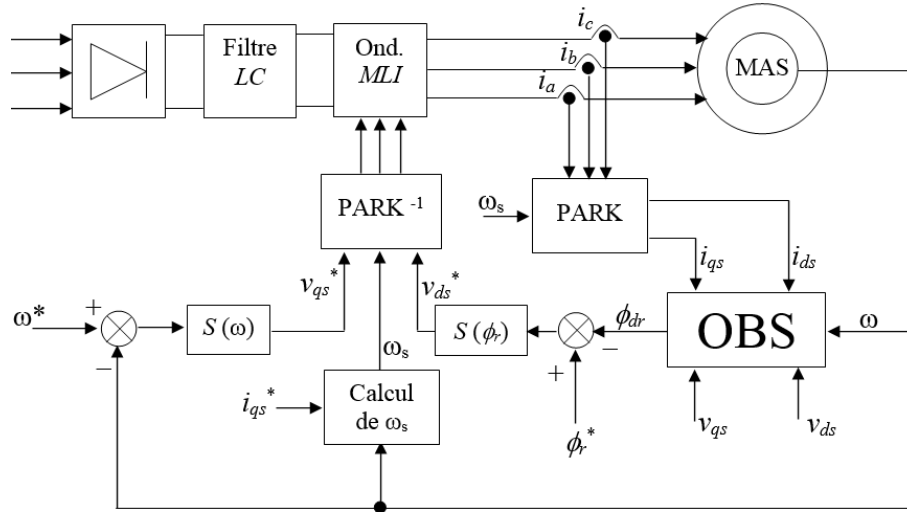 i_c
Filtre
LC
Ond.
MLI
i_b
i_a
MAS
PARK ⁻¹
ω_s
PARK
i_qs
i_ds
v_qs*
v_ds*
ω*
+
−
S (ω)
S (ϕ_r)
ϕ_dr
−
+
OBS
ω
ω_s
i_qs*
Calcul
de ω_s
ϕ_r*
v_qs
v_ds